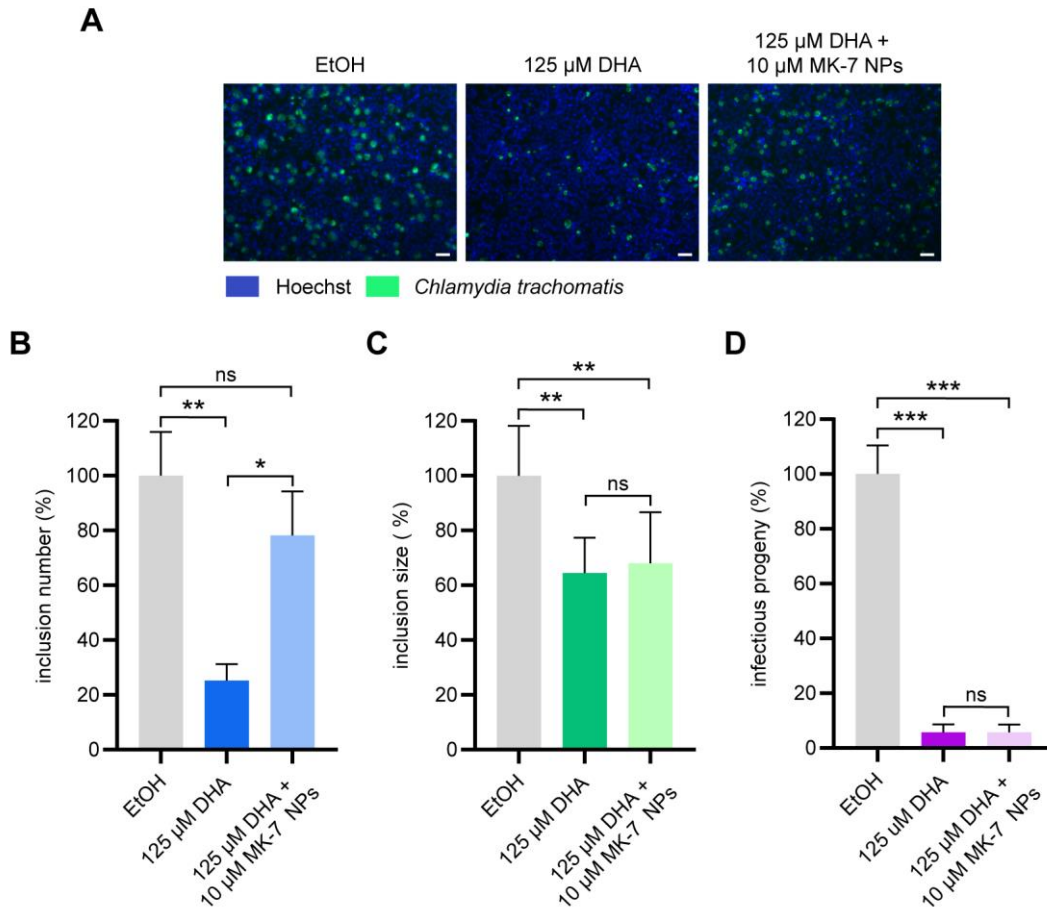 A
EtOH
125 µM DHA
125 µM DHA +
10 µM MK-7 NPs
Hoechst
Chlamydia trachomatis
B
inclusion number (%)
120
100
80
60
40
20
0
ns
**
*
EtOH
125 µM DHA
125 µM DHA +
10 µM MK-7 NPs
C
inclusion size ( %)
120
100
80
60
40
20
0
**
**
ns
EtOH
125 µM DHA
125 µM DHA +
10 µM MK-7 NPs
D
infectious progeny (%)
120
100
80
60
40
20
0
***
***
ns
EtOH
125 uM DHA
125 µM DHA +
10 µM MK-7 NPs